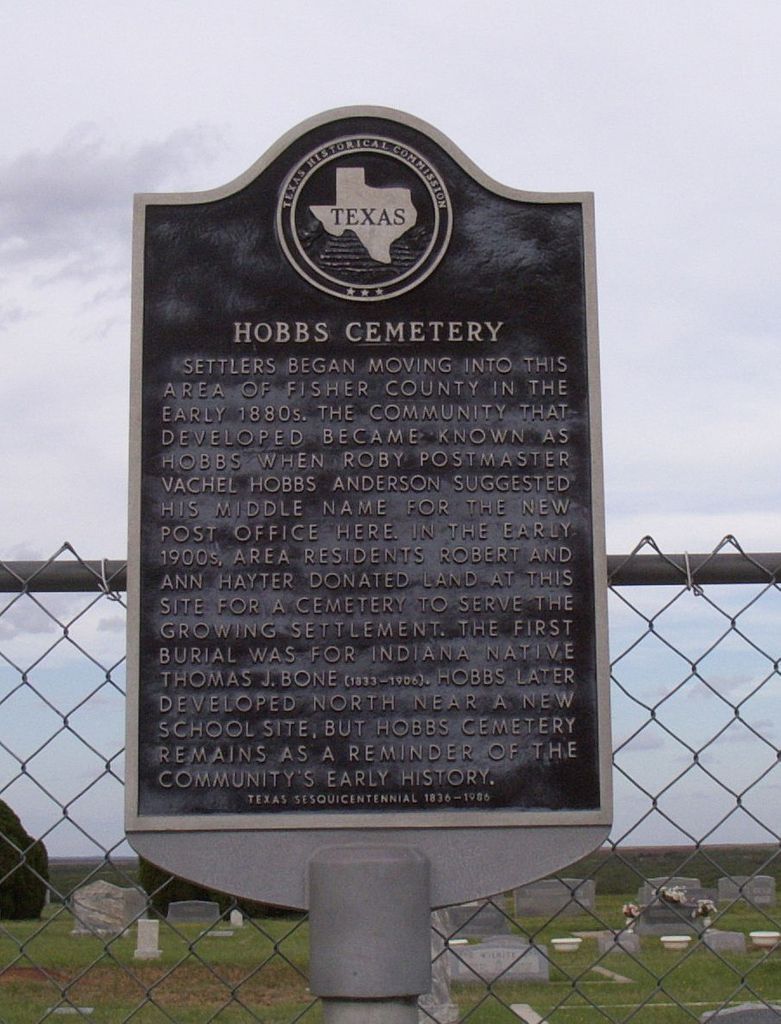 TEXAS HISTORICAL COMMISSION
TEXAS
HOBBS CEMETERY
SETTLERS BEGAN MOVING INTO THIS
AREA OF FISHER COUNTY IN THE
EARLY 1880s. THE COMMUNITY THAT
DEVELOPED BECAME KNOWN AS
HOBBS WHEN ROBY POSTMASTER
VACHEL HOBBS ANDERSON SUGGESTED
HIS MIDDLE NAME FOR THE NEW
POST OFFICE HERE. IN THE EARLY
1900s, AREA RESIDENTS ROBERT AND
ANN HAYTER DONATED LAND AT THIS
SITE FOR A CEMETERY TO SERVE THE
GROWING SETTLEMENT. THE FIRST
BURIAL WAS FOR INDIANA NATIVE
THOMAS J. BONE (1833-1906). HOBBS LATER
DEVELOPED NORTH NEAR A NEW
SCHOOL SITE, BUT HOBBS CEMETERY
REMAINS AS A REMINDER OF THE
COMMUNITY'S EARLY HISTORY.
TEXAS SESQUICENTENNIAL 1836-1986